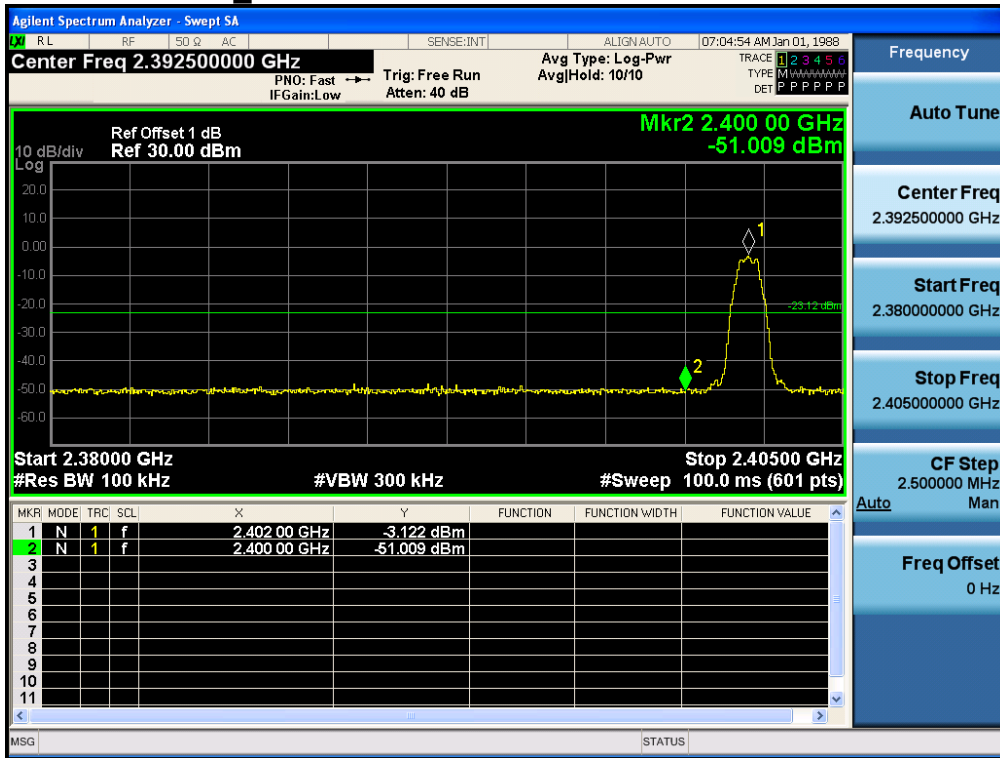 Agilent Spectrum Analyzer - Swept SA
LXI RL RF 50 Ω AC SENSE:INT ALIGN AUTO 07:04:54 AM Jan 01, 1988
Center Freq 2.392500000 GHz
PNO: Fast
IFGain:Low
Trig: Free Run
Atten: 40 dB
Avg Type: Log-Pwr
Avg|Hold: 10/10
TRACE 1 2 3 4 5 6
TYPE M WWWWW
DET P P P P P P
Ref Offset 1 dB
Ref 30.00 dBm
10 dB/div
Log
Mkr2 2.400 00 GHz
-51.009 dBm
20.0
10.0
0.00
-10.0
-20.0
-30.0
-40.0
-50.0
-60.0
1
-23.12 dBm
2
Start 2.38000 GHz
Stop 2.40500 GHz
#Res BW 100 kHz #VBW 300 kHz #Sweep 100.0 ms (601 pts)
MKR MODE TRC SCL X Y FUNCTION FUNCTION WIDTH FUNCTION VALUE
1 N 1 f 2.402 00 GHz -3.122 dBm
2 N 1 f 2.400 00 GHz -51.009 dBm
3
4
5
6
7
8
9
10
11
MSG STATUS
Frequency
Auto Tune
Center Freq
2.392500000 GHz
Start Freq
2.380000000 GHz
Stop Freq
2.405000000 GHz
CF Step
2.500000 MHz
Auto Man
Freq Offset
0 Hz